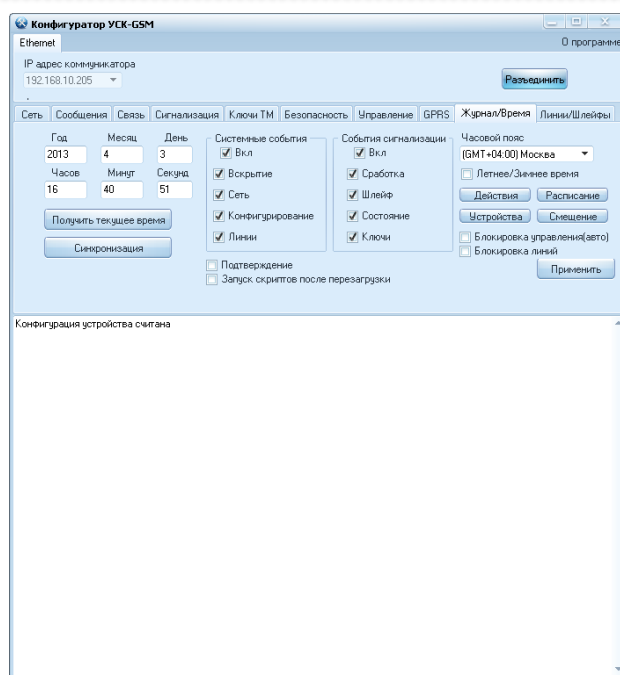 Конфигуратор УСК-GSM
Ethernet
О программе
IP адрес коммуникатора
192.168.10.205
Разъединить
Сеть Сообщения Связь Сигнализация Ключи ТМ Безопасность Управление GPRS Журнал/Время Линии/Шлейфы
Год Месяц День
2013 4 3
Часов Минут Секунд
16 40 51
Получить текущее время
Синхронизация
Системные события
Вкл
Вскрытие
Сеть
Конфигурирование
Линии
События сигнализации
Вкл
Сработка
Шлейф
Состояние
Ключи
Подтверждение
Запуск скриптов после перезагрузки
Часовой пояс
(GMT+04:00) Москва
Летнее/Зимнее время
Действия Расписание
Устройства Смещение
Блокировка управления(авто)
Блокировка линий
Применить
Конфигурация устройства считана